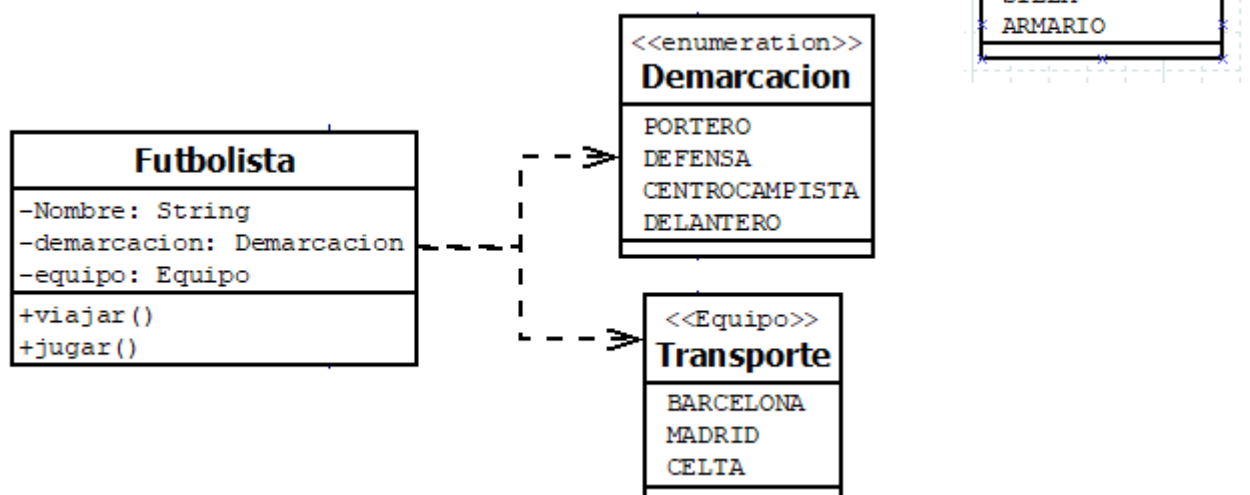 ARMARIO
<<enumeration>>
Demarcacion
PORTERO
DEFENSA
CENTROCAMPISTA
DELANTERO
Futbolista
-Nombre: String
-demarcacion: Demarcacion
-equipo: Equipo
+viajar()
+jugar()
<<Equipo>>
Transporte
BARCELONA
MADRID
CELTA